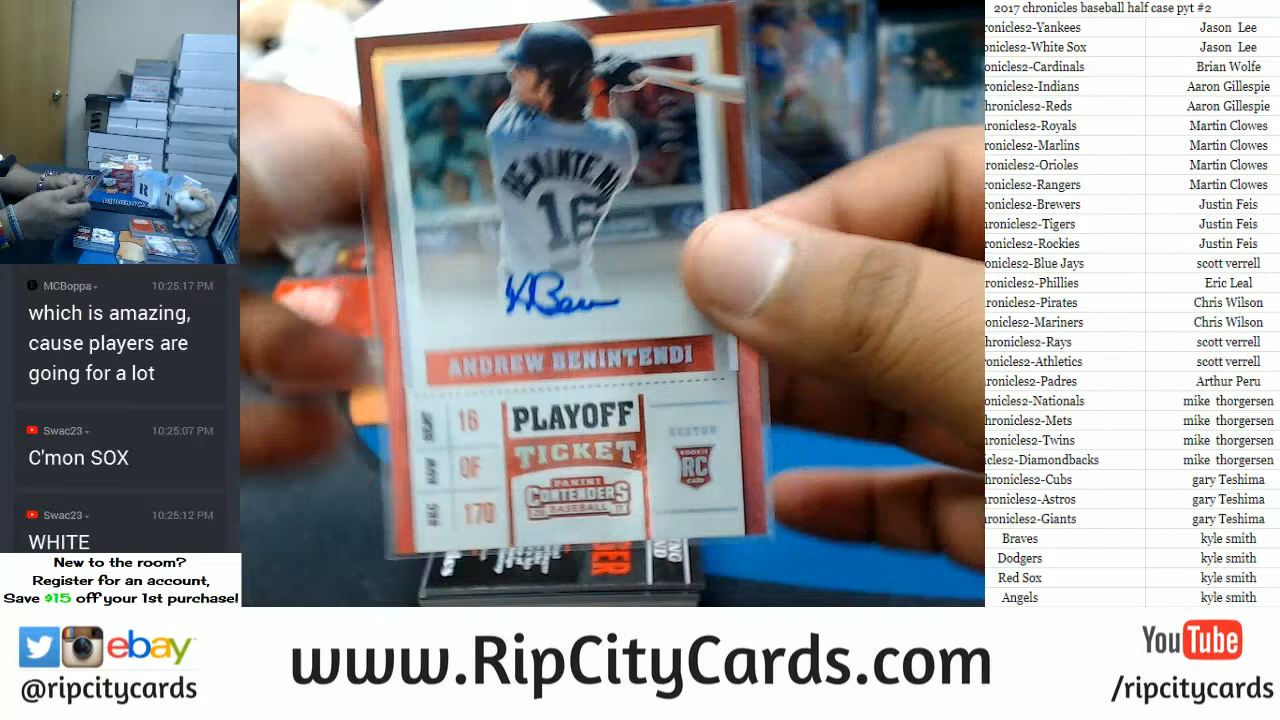 MCBoppa
10:25:17 PM
which is amazing,
cause players are
going for a lot
Swac23
10:25:07 PM
C'mon SOX
Swac23
10:25:12 PM
WHITE
New to the room?
Register for an account,
Save $15 off your 1st purchase!
BENINTENDI
16
ANDREW BENINTENDI
16
ROW
OF
170
PLAYOFF
TICKET
PANINI
CONTENDERS
BASEBALL
BOSTON
ROOKIE
RC
CARD
2017 chronicles baseball half case pyt #2
ronicles2-Yankees Jason Lee
onicles2-White Sox Jason Lee
ronicles2-Cardinals Brian Wolfe
ronicles2-Indians Aaron Gillespie
hronicles2-Reds Aaron Gillespie
ronicles2-Royals Martin Clowes
ronicles2-Marlins Martin Clowes
ronicles2-Orioles Martin Clowes
ronicles2-Rangers Martin Clowes
ronicles2-Brewers Justin Feis
ronicles2-Tigers Justin Feis
ronicles2-Rockies Justin Feis
ronicles2-Blue Jays scott verrell
ronicles2-Phillies Eric Leal
ronicles2-Pirates Chris Wilson
onicles2-Mariners Chris Wilson
hronicles2-Rays scott verrell
ronicles2-Athletics scott verrell
ronicles2-Padres Arthur Peru
onicles2-Nationals mike thorgersen
hronicles2-Mets mike thorgersen
ronicles2-Twins mike thorgersen
icles2-Diamondbacks mike thorgersen
hronicles2-Cubs gary Teshima
ronicles2-Astros gary Teshima
ronicles2-Giants gary Teshima
Braves kyle smith
Dodgers kyle smith
Red Sox kyle smith
Angels kyle smith
ebay
@ripcitycards
www.RipCityCards.com
YouTube
/ripcitycards